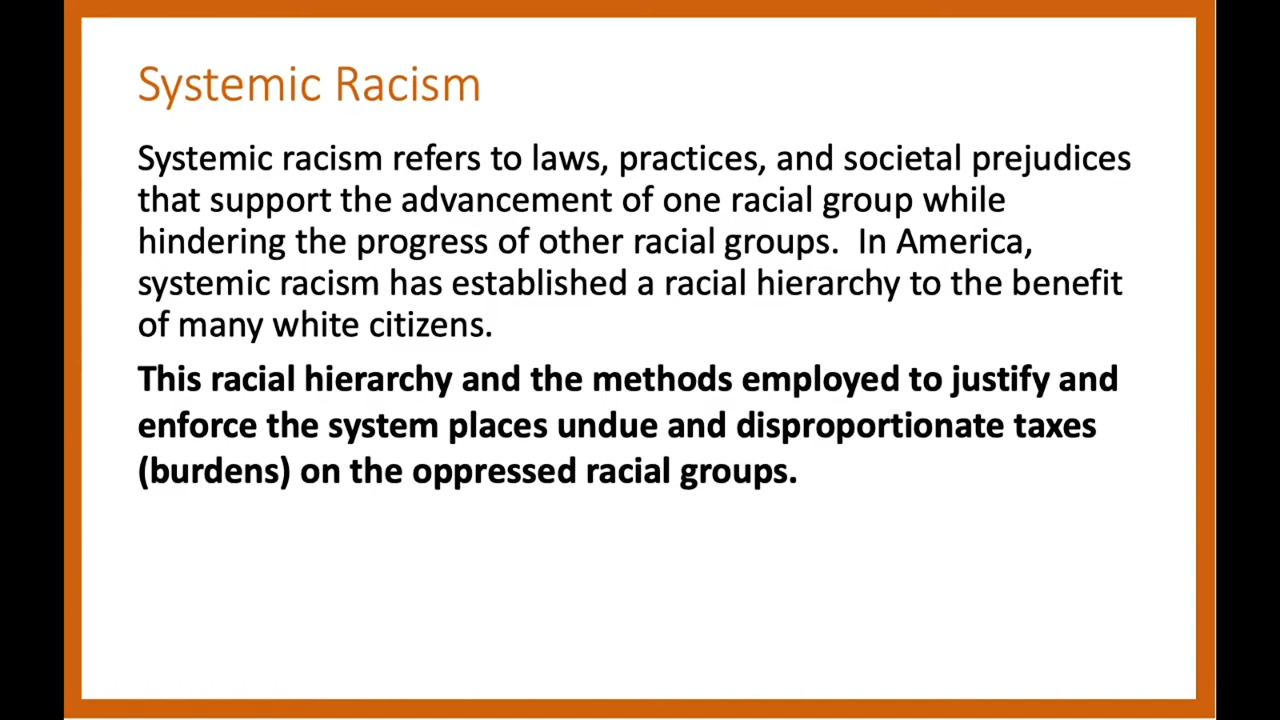 Systemic Racism
Systemic racism refers to laws, practices, and societal prejudices
that support the advancement of one racial group while
hindering the progress of other racial groups.  In America,
systemic racism has established a racial hierarchy to the benefit
of many white citizens.
This racial hierarchy and the methods employed to justify and
enforce the system places undue and disproportionate taxes
(burdens) on the oppressed racial groups.